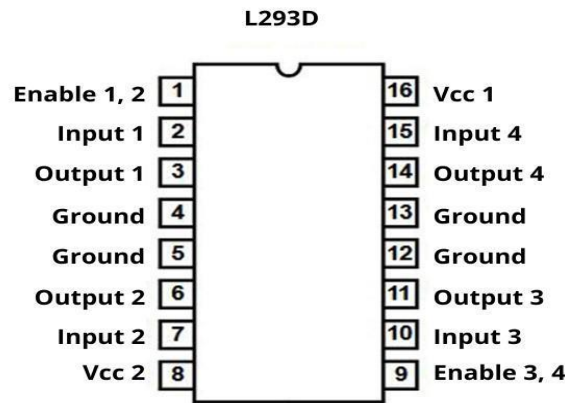 L293D
Enable 1, 2 1 16 Vcc 1
Input 1 2 15 Input 4
Output 1 3 14 Output 4
Ground 4 13 Ground
Ground 5 12 Ground
Output 2 6 11 Output 3
Input 2 7 10 Input 3
Vcc 2 8 9 Enable 3, 4